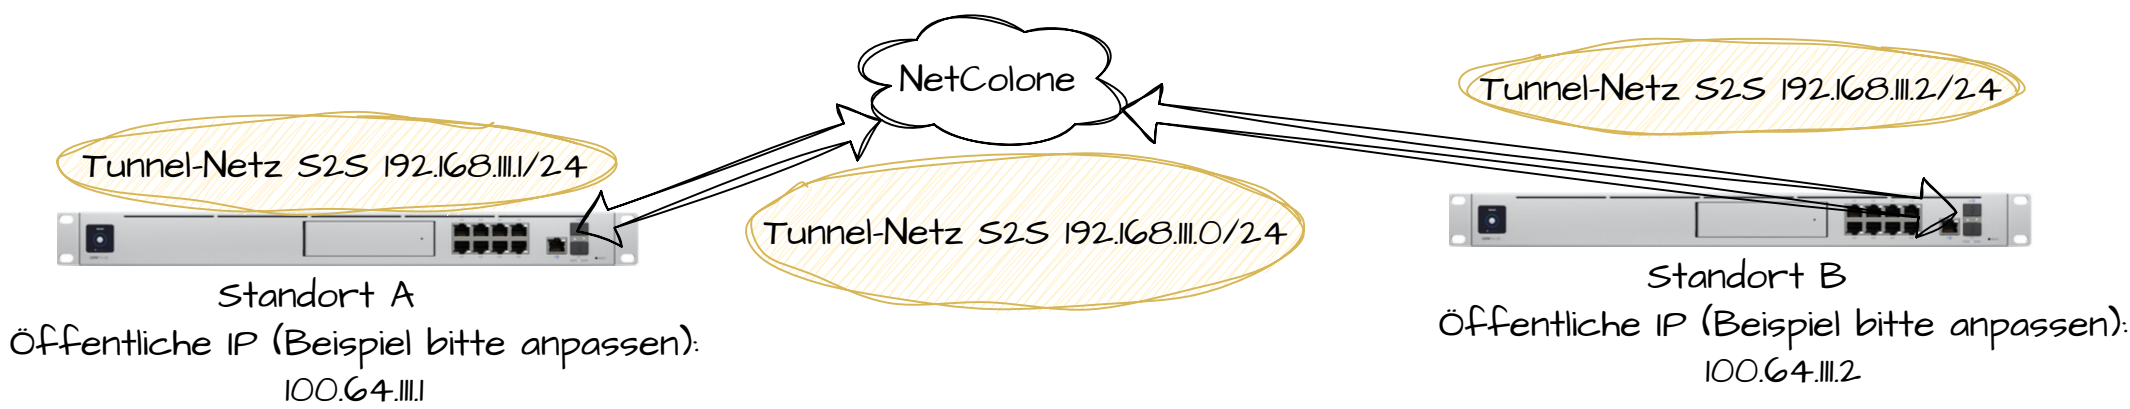 NetColone
Tunnel-Netz S2S 192.168.111.2/24
Tunnel-Netz S2S 192.168.111.1/24
Tunnel-Netz S2S 192.168.111.0/24
Standort A
Öffentliche IP (Beispiel bitte anpassen):
100.64.111.1
Standort B
Öffentliche IP (Beispiel bitte anpassen):
100.64.111.2